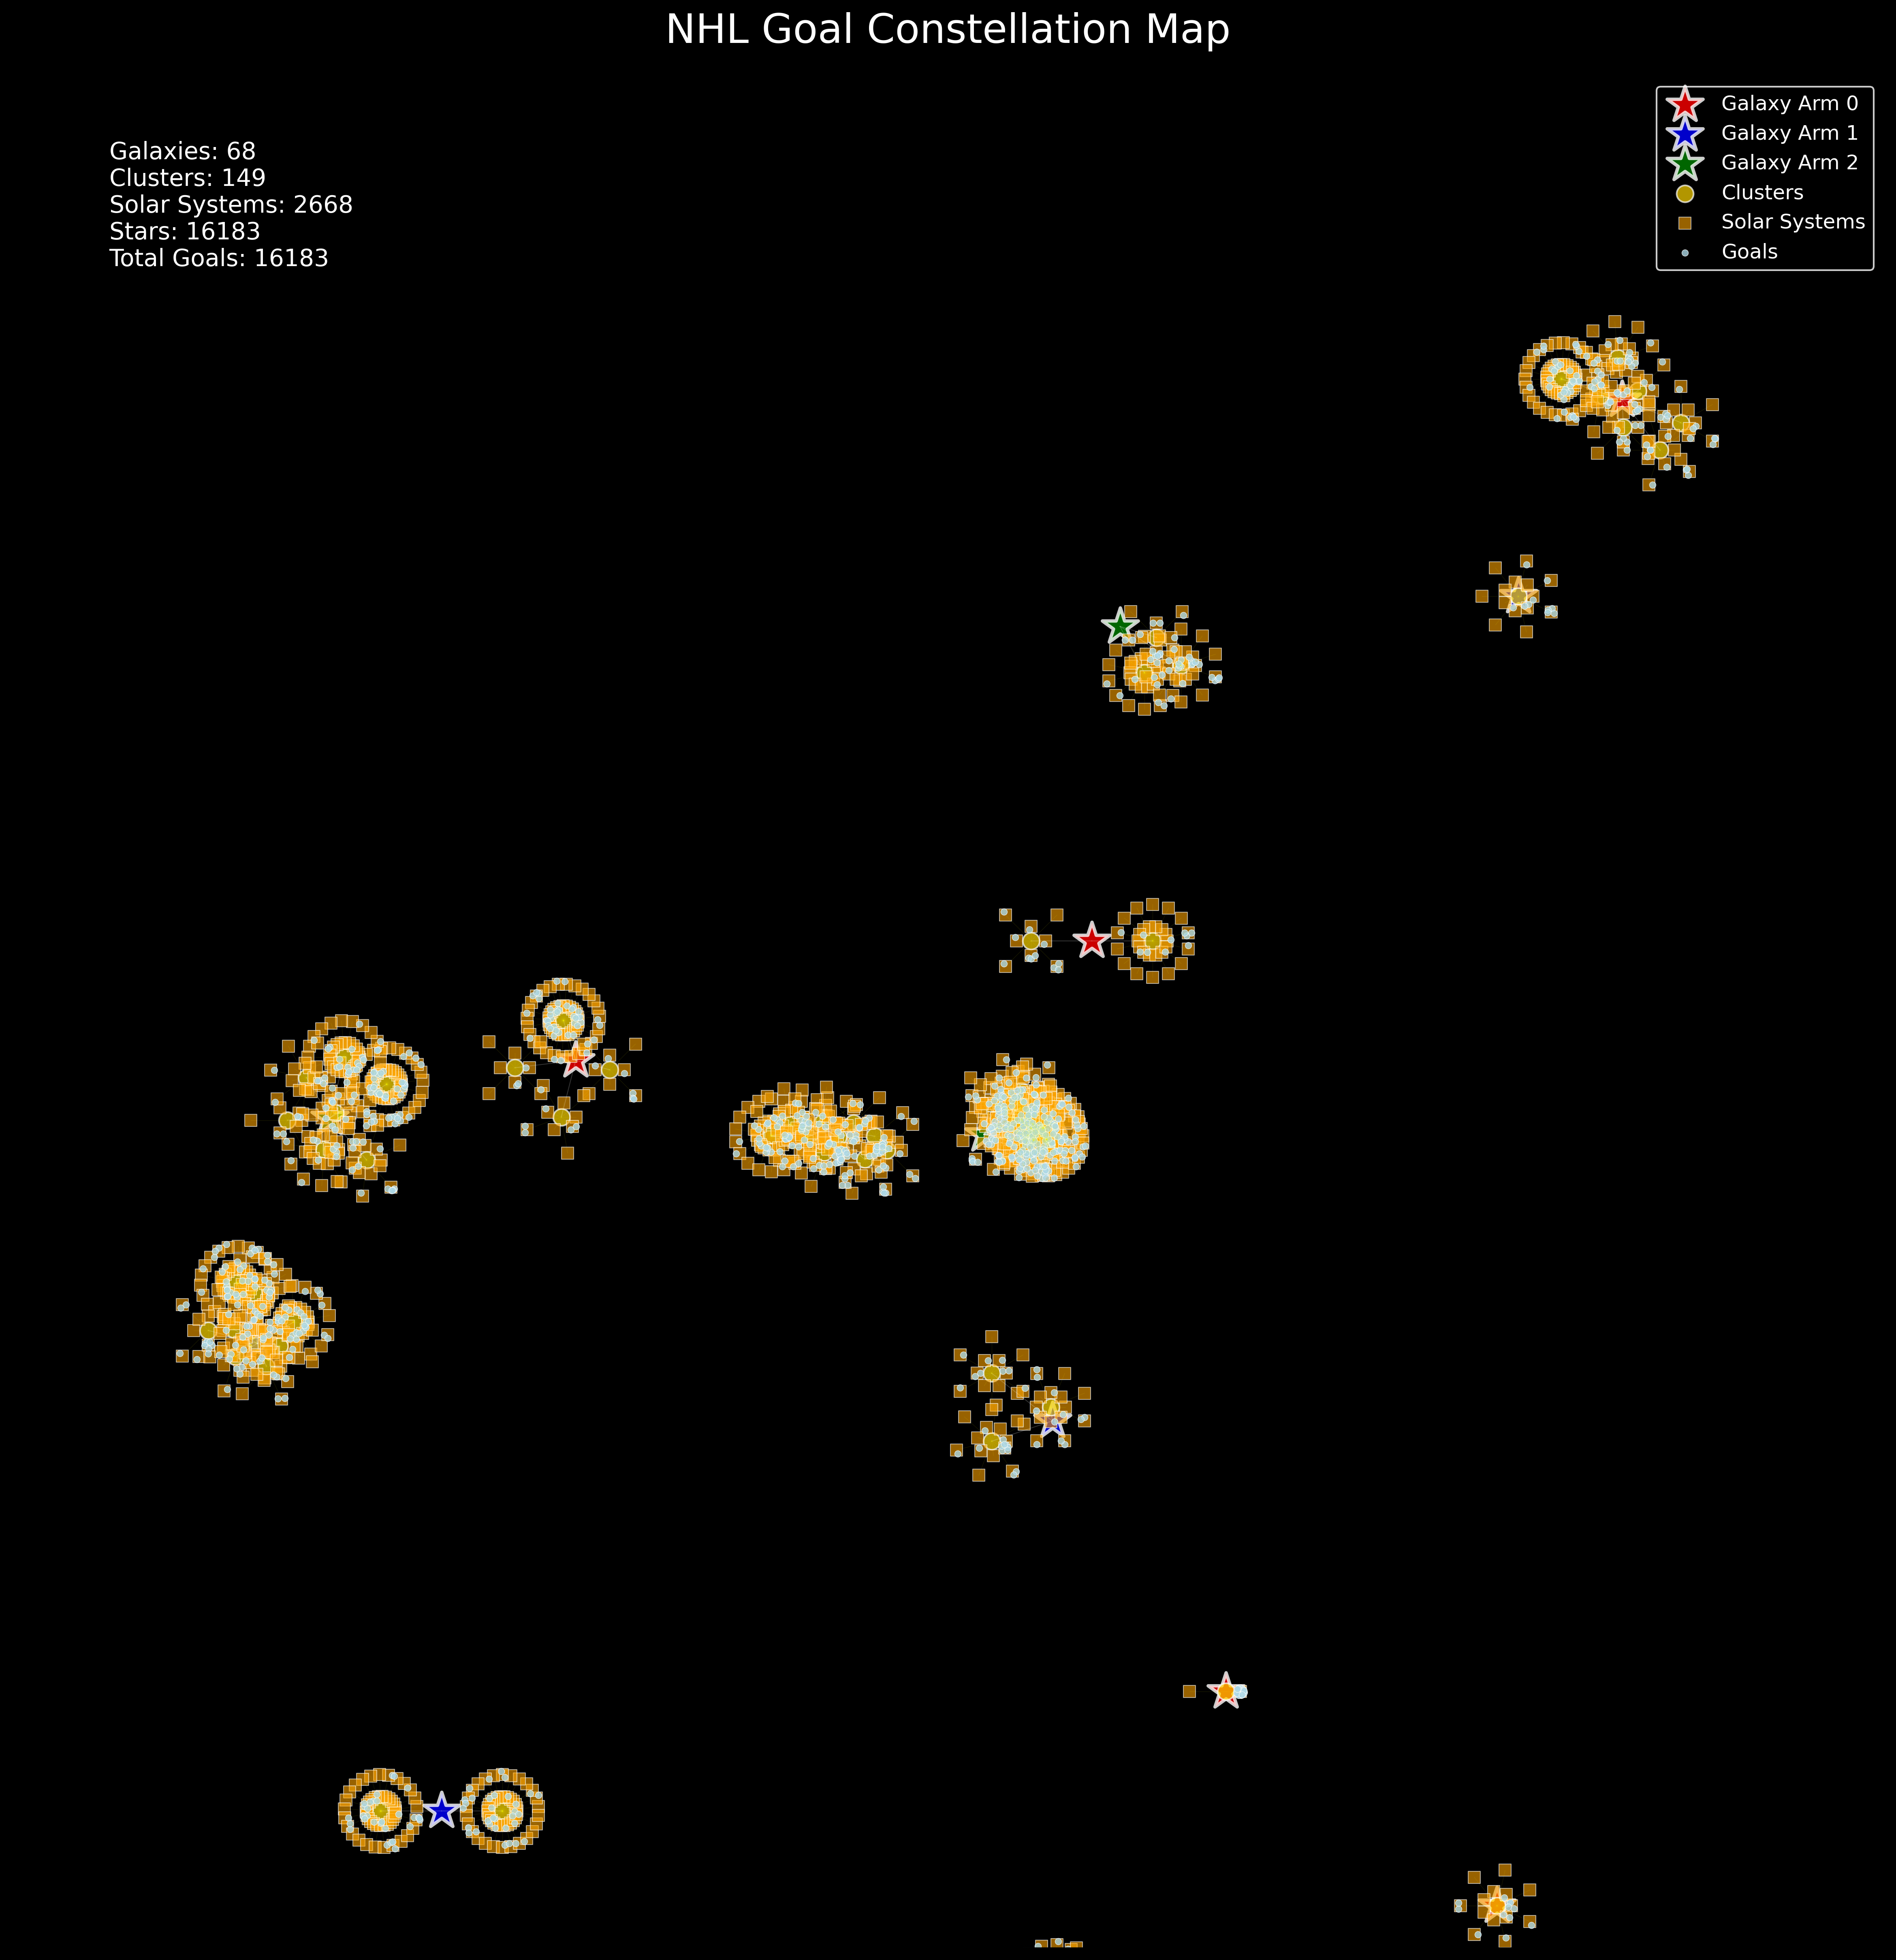 NHL Goal Constellation Map
Galaxies: 68
Clusters: 149
Solar Systems: 2668
Stars: 16183
Total Goals: 16183
Galaxy Arm 0
Galaxy Arm 1
Galaxy Arm 2
Clusters
Solar Systems
Goals